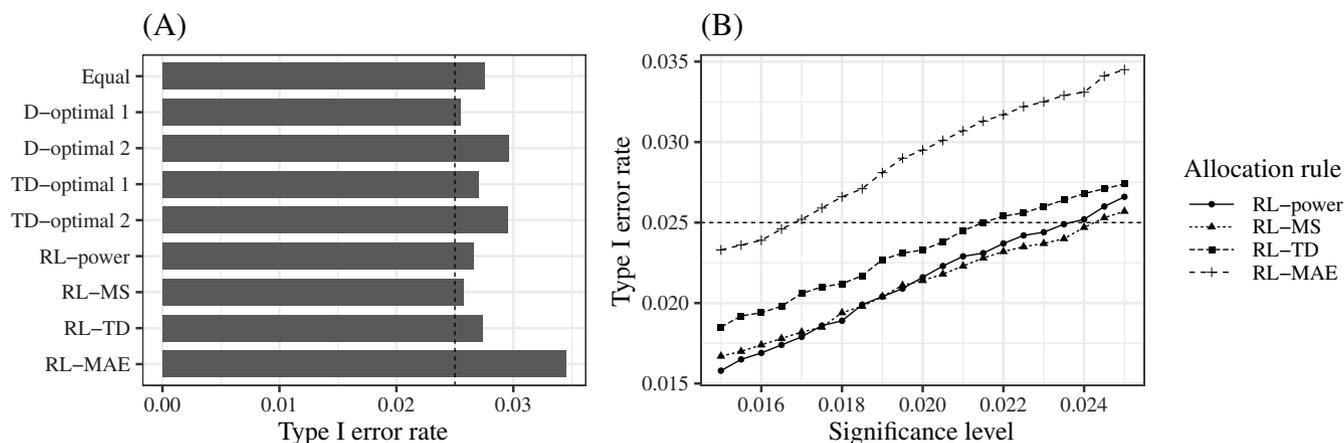 (A)
Equal
D−optimal 1
D−optimal 2
TD−optimal 1
TD−optimal 2
RL−power
RL−MS
RL−TD
RL−MAE
0.00 0.01 0.02 0.03
Type I error rate
(B)
Type I error rate
0.035
0.030
0.025
0.020
0.015
0.016 0.018 0.020 0.022 0.024
Significance level
Allocation rule
RL−power
RL−MS
RL−TD
RL−MAE